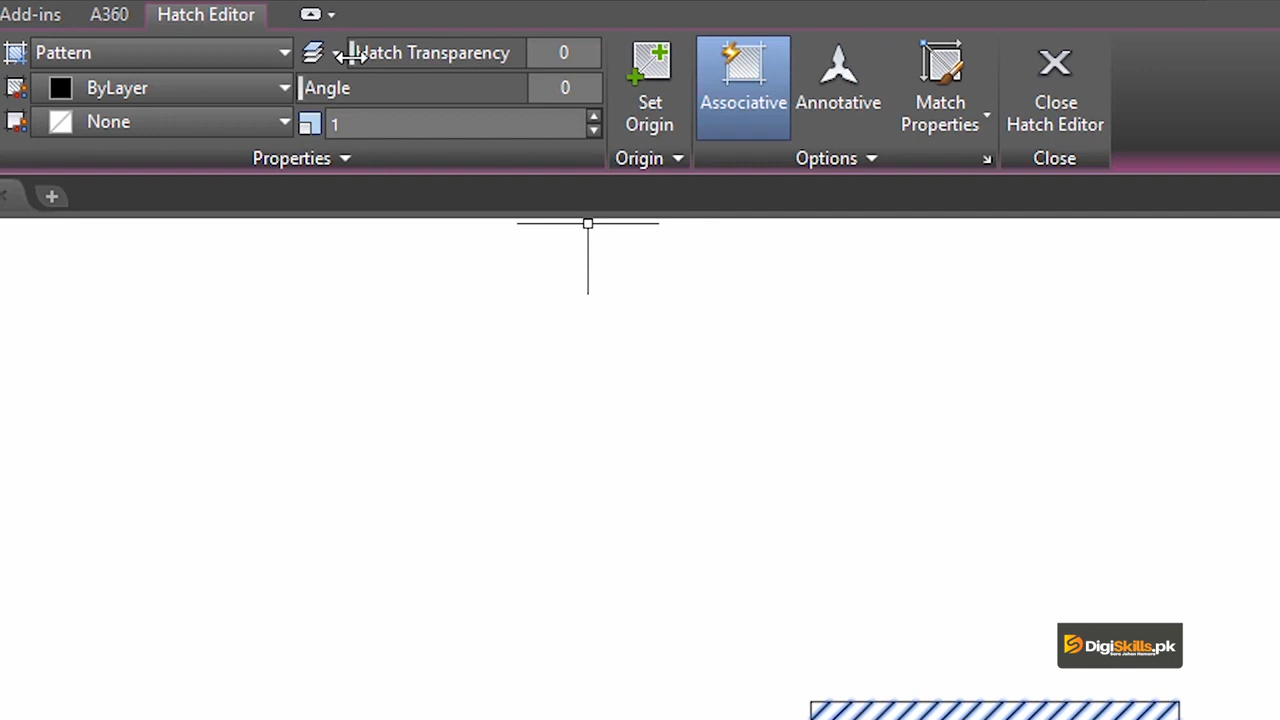 Add-ins A360 Hatch Editor
Pattern Hatch Transparency 0
ByLayer Angle 0
None 1
Set Origin
Associative
Annotative
Match Properties
Close Hatch Editor
Properties Origin Options Close
DigiSkills.pk